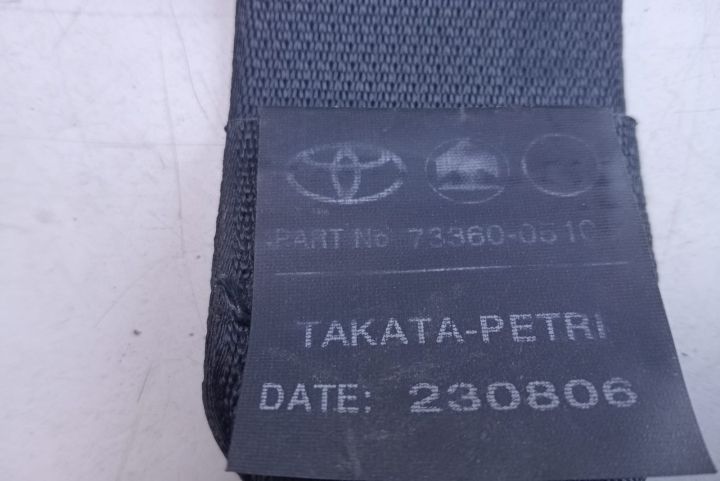 PART No 73360-0510
TAKATA-PETRI
DATE: 230806